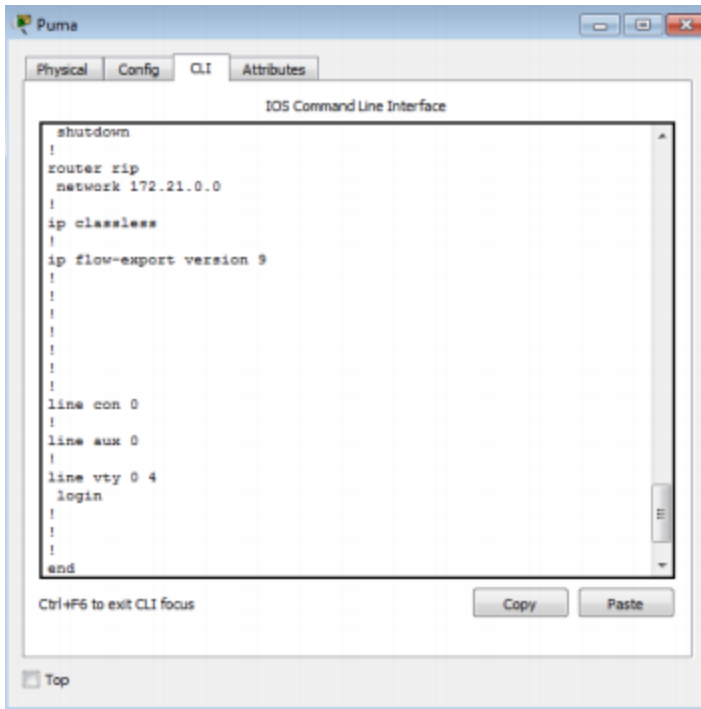 Puma
Physical Config CLI Attributes
IOS Command Line Interface
shutdown
!
router rip
network 172.21.0.0
!
ip classless
!
ip flow-export version 9
!
!
!
!
!
!
!
line con 0
!
line aux 0
!
line vty 0 4
login
!
!
!
end
Ctrl+F6 to exit CLI focus
Copy Paste
Top